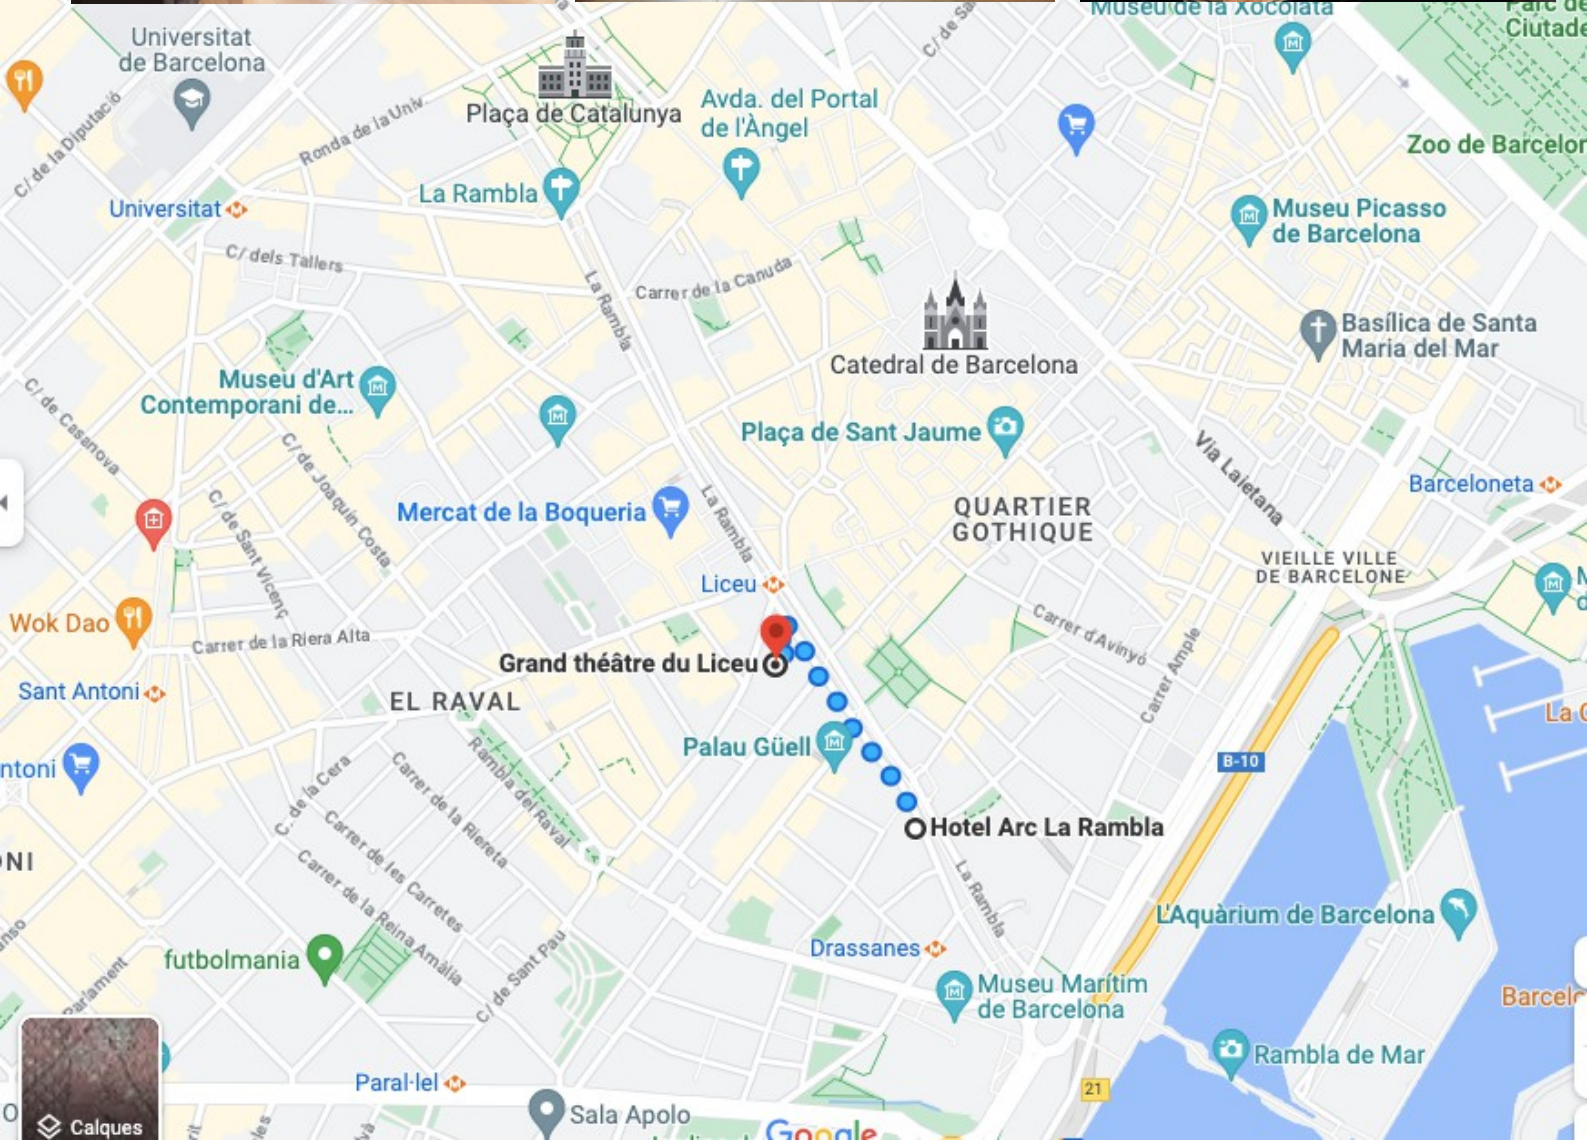 Museu de la Xocolata
Parc de
Ciutade
Universitat
de Barcelona
C/ de la Diputació
Ronda de la Univ.
Plaça de Catalunya
Avda. del Portal
de l'Àngel
Zoo de Barcelon
La Rambla
Universitat
Museu Picasso
de Barcelona
C/ dels Tallers
Carrer de la Canuda
La Rambla
Basílica de Santa
Maria del Mar
Catedral de Barcelona
Museu d'Art
Contemporani de...
C/ de Casanova
Plaça de Sant Jaume
C/ de Joaquín Costa
Via Laietana
Barceloneta
Mercat de la Boqueria
La Rambla
QUARTIER
GOTHIQUE
C/ de Sant Vicenç
VIEILLE VILLE
DE BARCELONE
Liceu
Wok Dao
Carrer de la Riera Alta
Carrer d'Avinyó
Carrer Ample
Grand théâtre du Liceu
Sant Antoni
EL RAVAL
La
Palau Güell
B-10
ntoni
Rambla del Raval
C. de la Cera
Carrer de la Riereta
Hotel Arc La Rambla
Carrer de les Carretes
Carrer de la Reina Amàlia
ONI
La Rambla
L'Aquàrium de Barcelona
Drassanes
futbolmania
C/ de Sant Pau
Parlament
Museu Marítim
de Barcelona
Barcelo
Rambla de Mar
Paral·lel
21
Sala Apolo
Calques
Google